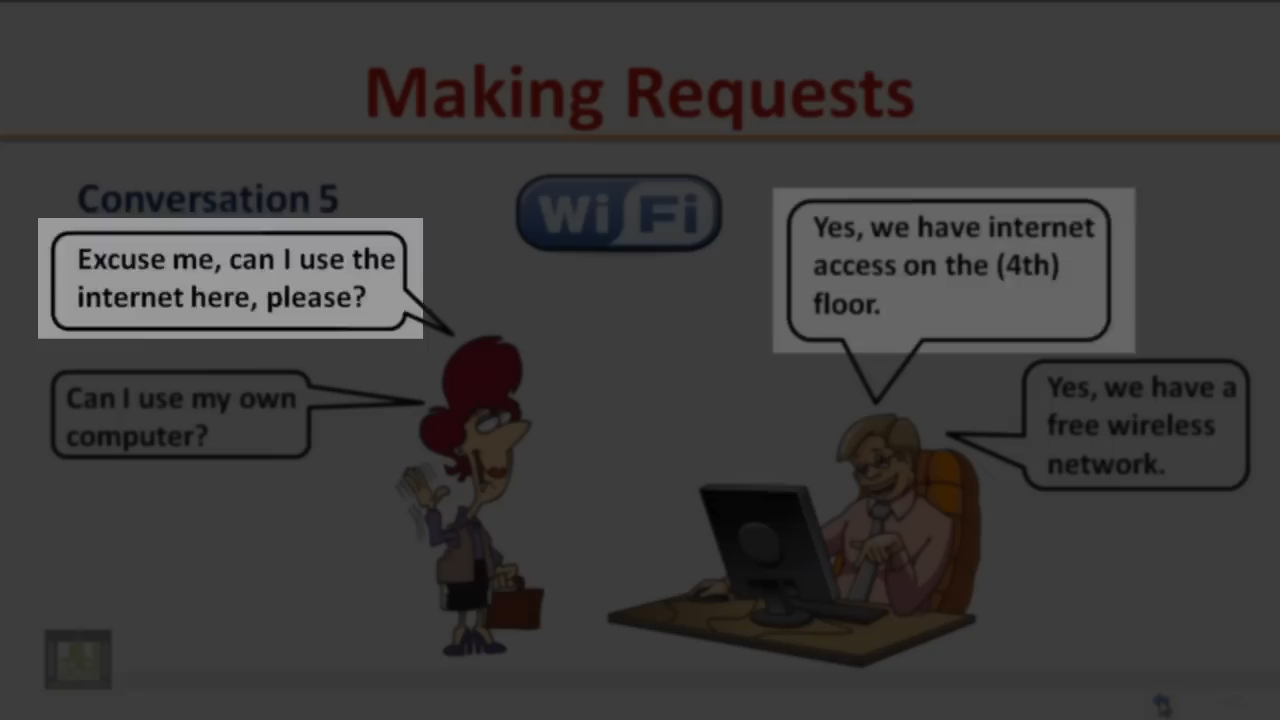 Making Requests
Conversation 5
WiFi
Excuse me, can I use the
internet here, please?
Yes, we have internet
access on the (4th)
floor.
Can I use my own
computer?
Yes, we have a
free wireless
network.